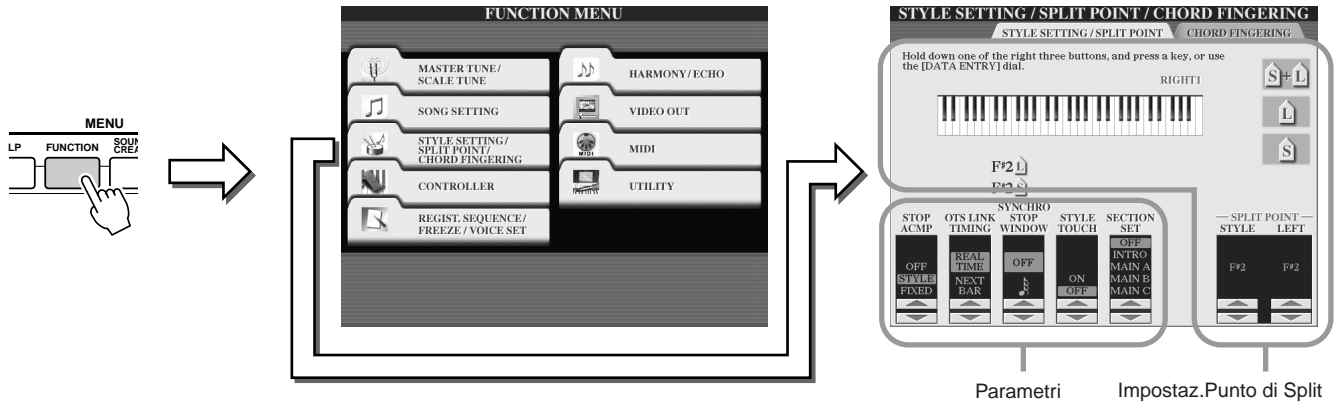 MENU
LP
FUNCTION
SOUN
CREA
FUNCTION MENU
MASTER TUNE /
SCALE TUNE
SONG SETTING
STYLE SETTING /
SPLIT POINT /
CHORD FINGERING
CONTROLLER
REGIST. SEQUENCE /
FREEZE / VOICE SET
HARMONY / ECHO
VIDEO OUT
MIDI
MIDI
UTILITY
STYLE SETTING / SPLIT POINT / CHORD FINGERING
STYLE SETTING / SPLIT POINT
CHORD FINGERING
Hold down one of the right three buttons, and press a key, or use
the [DATA ENTRY] dial.
RIGHT1
S+L
L
S
F#2 L
F#2 S
STOP
ACMP
OFF
STYLE
FIXED
OTS LINK
TIMING
REAL
TIME
NEXT
BAR
SYNCHRO
STOP
WINDOW
OFF
STYLE
TOUCH
ON
OFF
SECTION
SET
OFF
INTRO
MAIN A
MAIN B
MAIN C
SPLIT POINT
STYLE LEFT
F#2 F#2
Parametri
Impostaz.Punto di Split